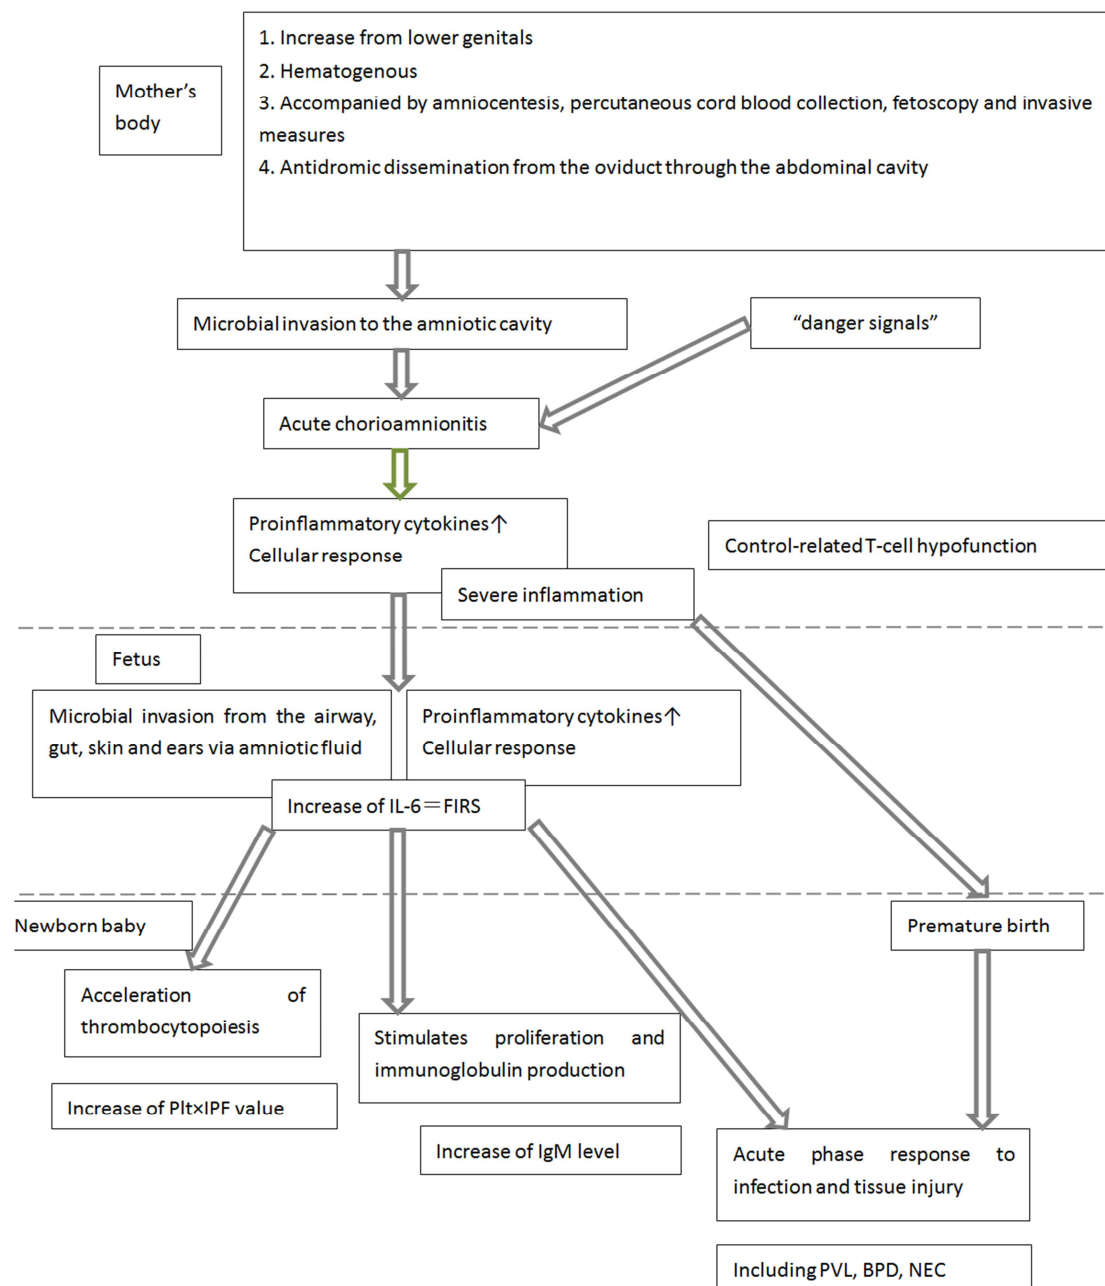 Mother's
body
1. Increase from lower genitals
2. Hematogenous
3. Accompanied by amniocentesis, percutaneous cord blood collection, fetoscopy and invasive
measures
4. Antidromic dissemination from the oviduct through the abdominal cavity
Microbial invasion to the amniotic cavity
“danger signals”
Acute chorioamnionitis
Proinflammatory cytokines↑
Cellular response
Control-related T-cell hypofunction
Severe inflammation
Fetus
Microbial invasion from the airway,
gut, skin and ears via amniotic fluid
Proinflammatory cytokines↑
Cellular response
Increase of IL-6＝FIRS
Newborn baby
Premature birth
Acceleration of
thrombocytopoiesis
Stimulates proliferation and
immunoglobulin production
Increase of Plt×IPF value
Increase of IgM level
Acute phase response to
infection and tissue injury
Including PVL, BPD, NEC